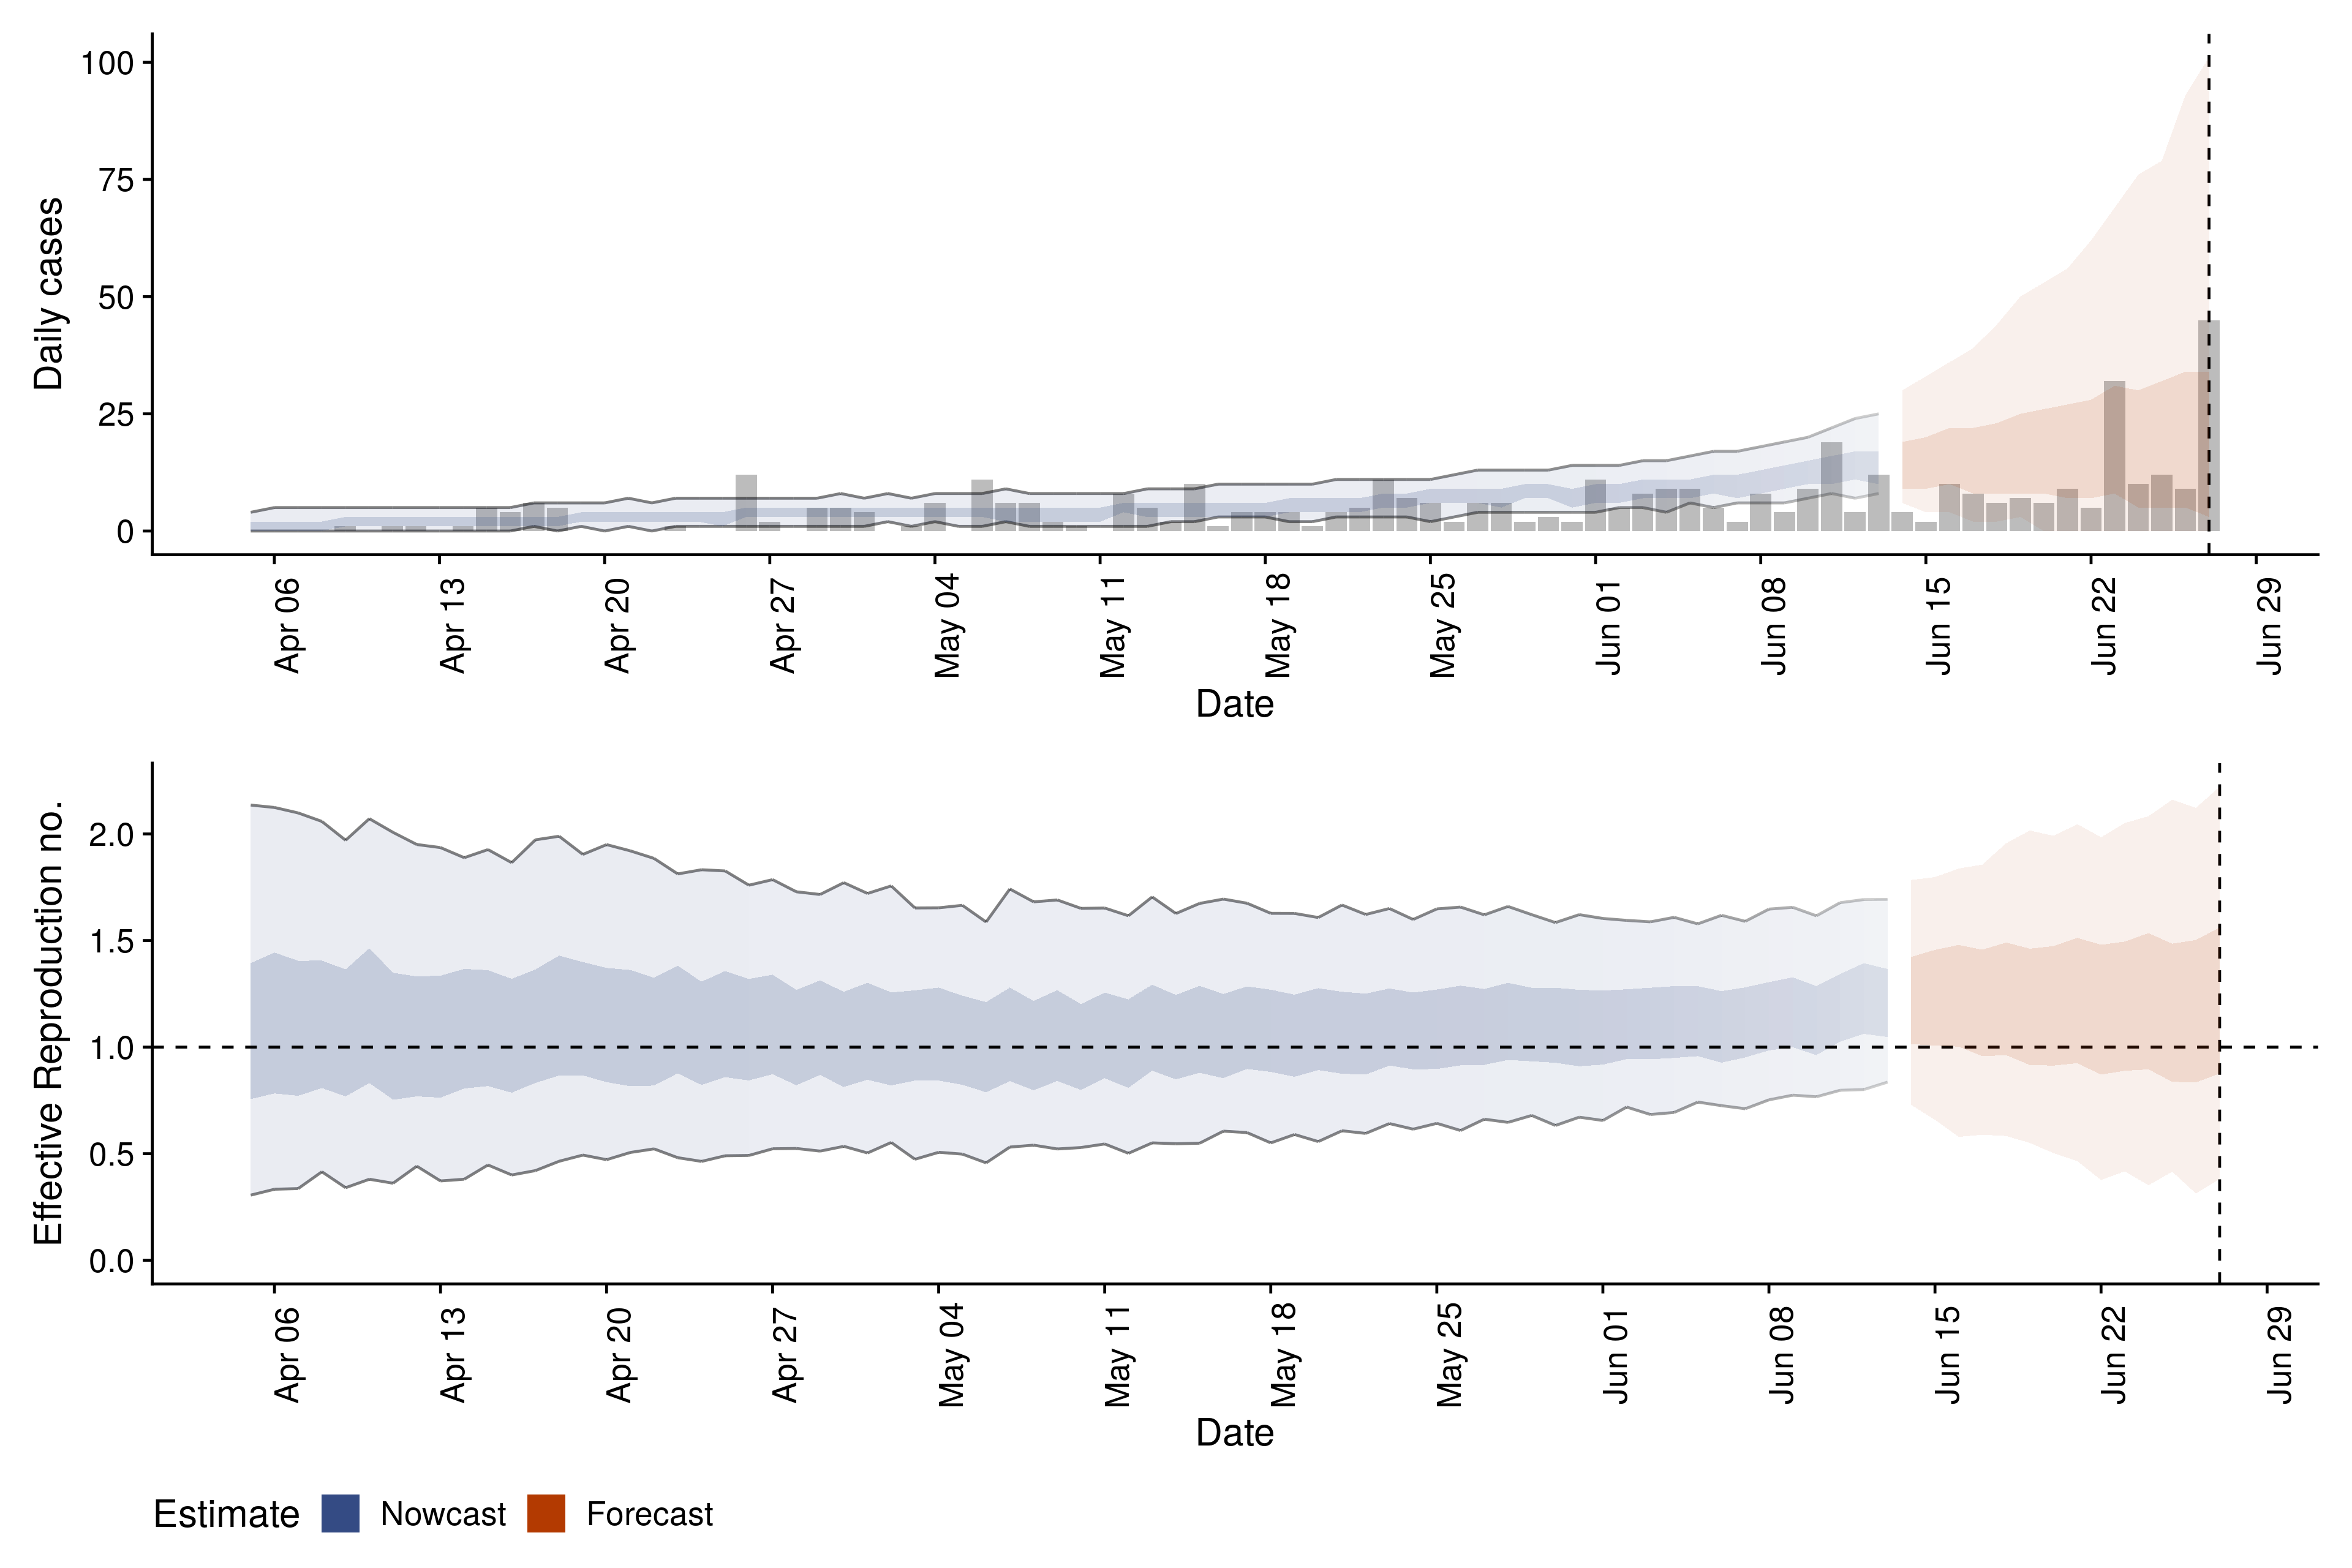 100
75
50
25
0
Daily cases
Apr 06
Apr 13
Apr 20
Apr 27
May 04
May 11
May 18
May 25
Jun 01
Jun 08
Jun 15
Jun 22
Jun 29
Date
2.0
1.5
1.0
0.5
0.0
Effective Reproduction no.
Apr 06
Apr 13
Apr 20
Apr 27
May 04
May 11
May 18
May 25
Jun 01
Jun 08
Jun 15
Jun 22
Jun 29
Date
Estimate Nowcast Forecast